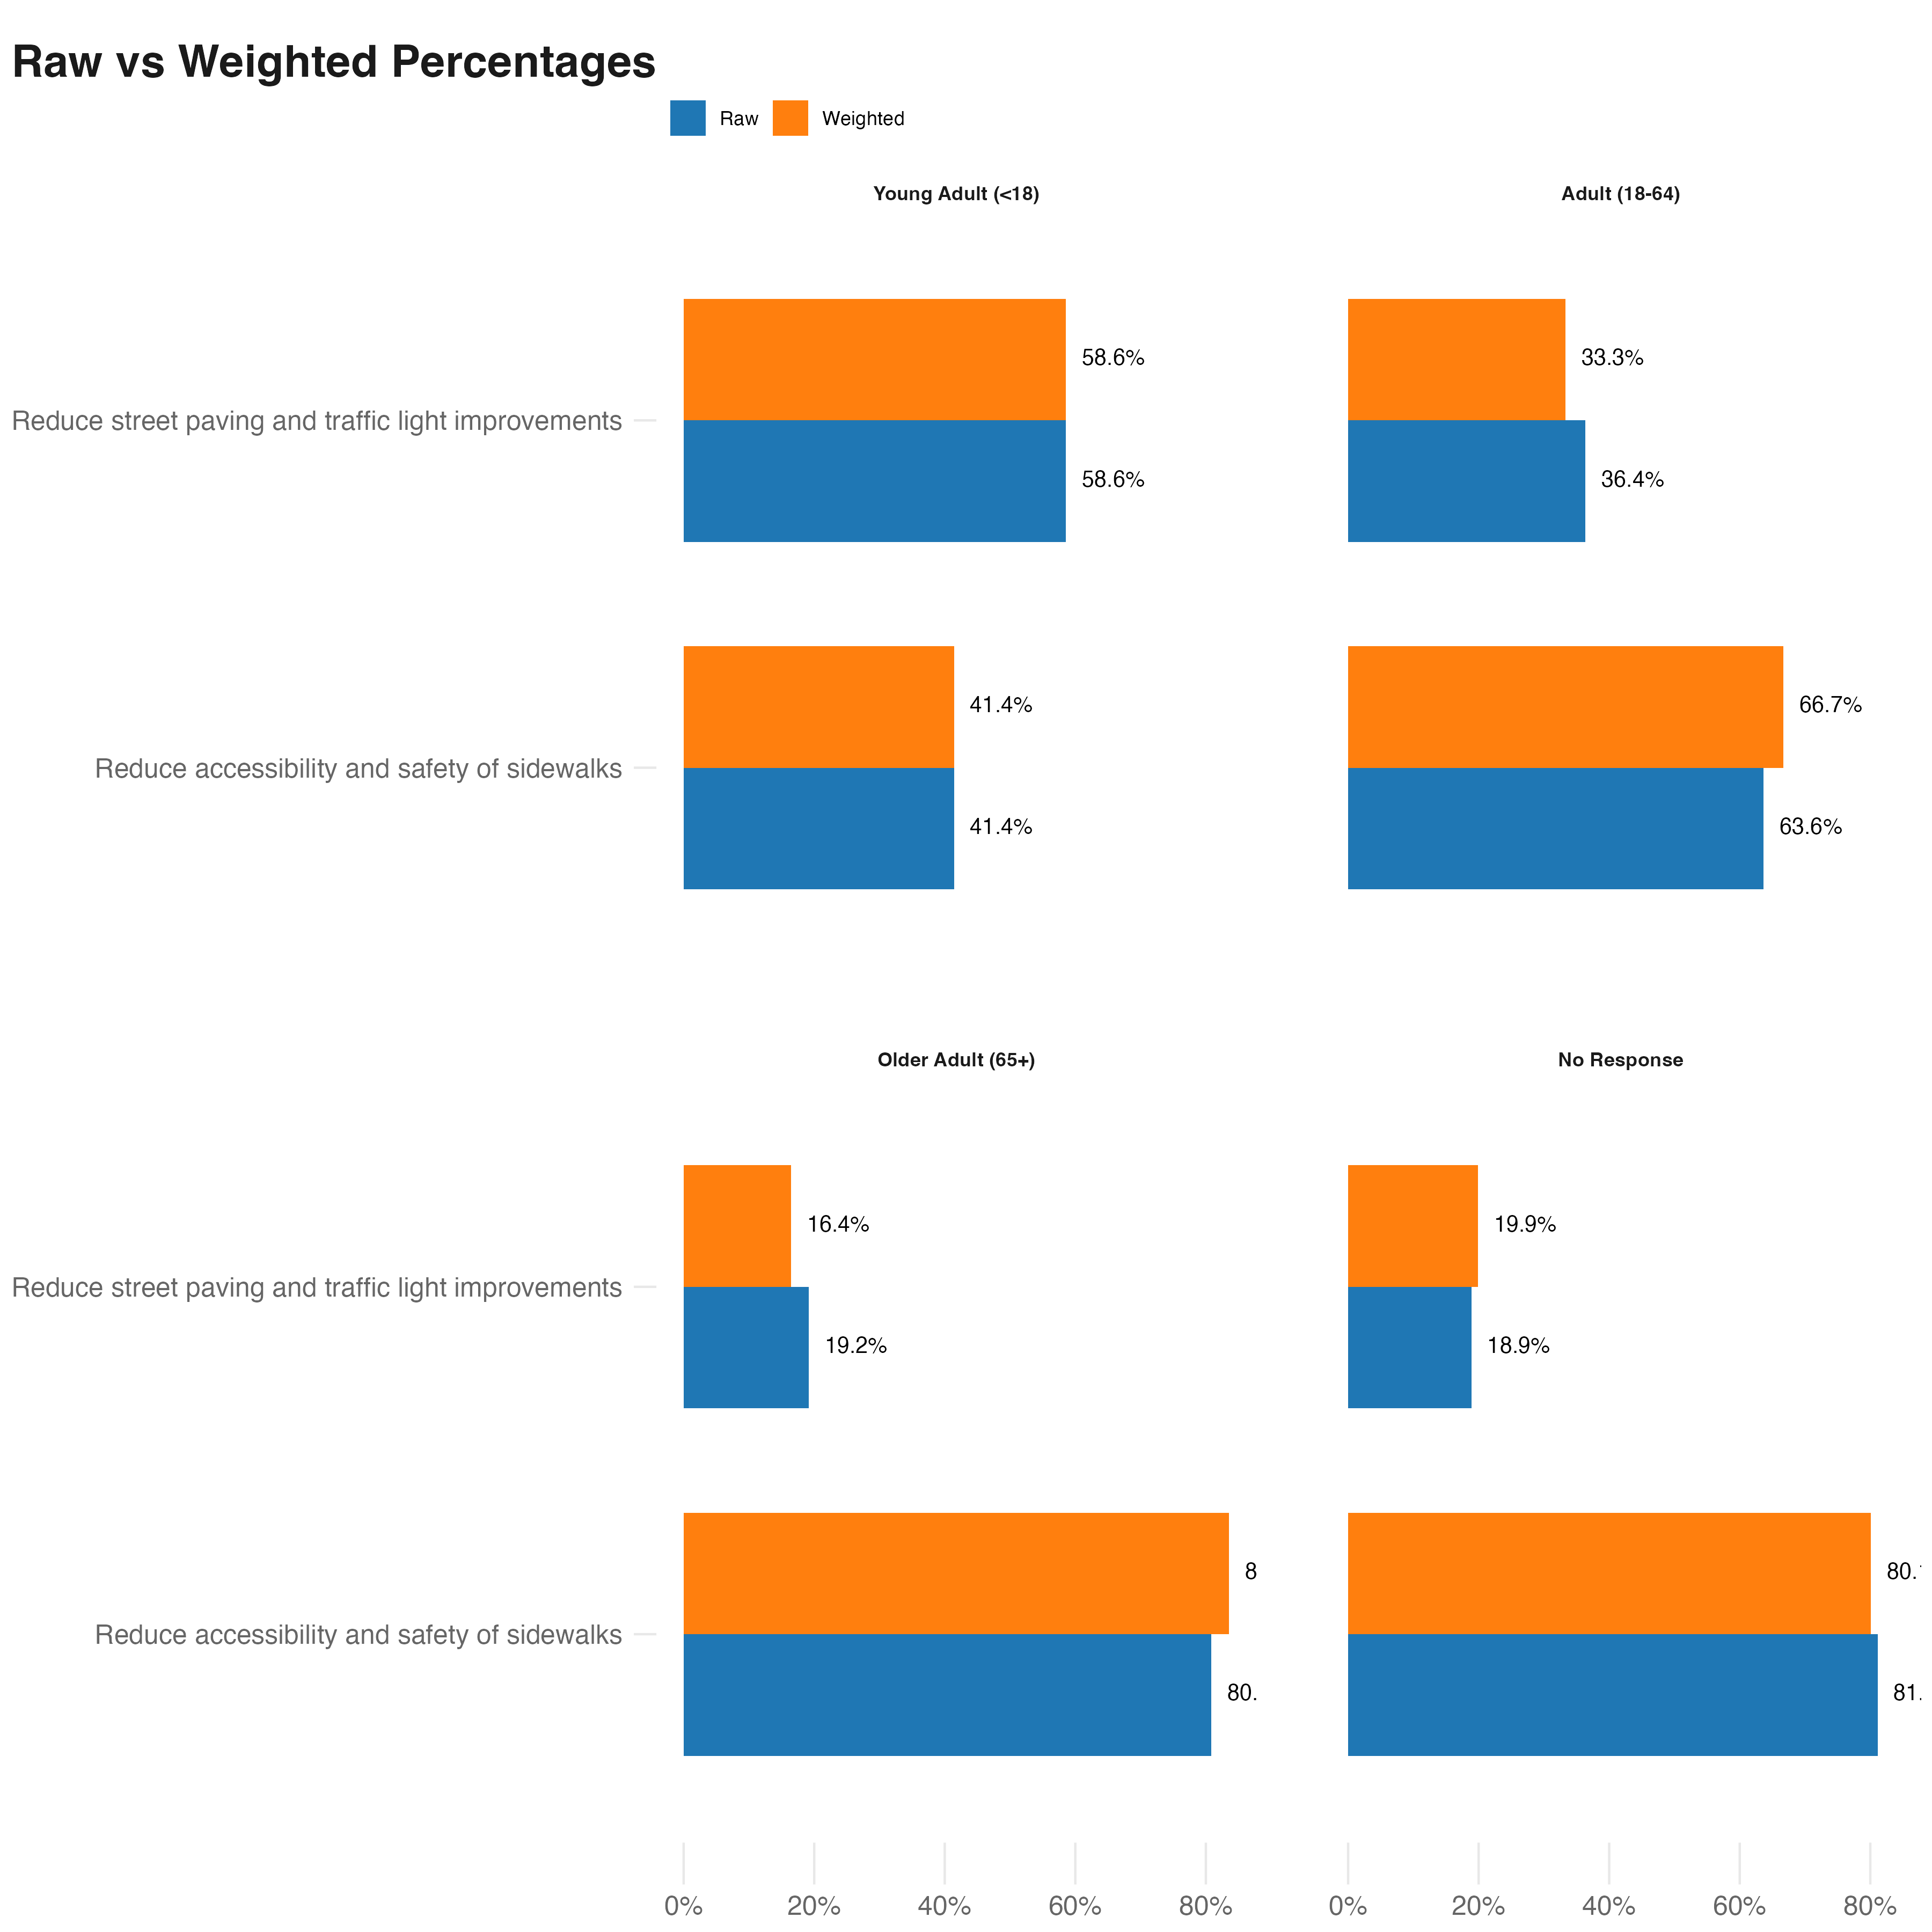 Raw vs Weighted Percentages
Raw Weighted
Young Adult (<18) Adult (18-64)
58.6% 33.3%
Reduce street paving and traffic light improvements
58.6% 36.4%
41.4% 66.7%
Reduce accessibility and safety of sidewalks
41.4% 63.6%
Older Adult (65+) No Response
16.4% 19.9%
Reduce street paving and traffic light improvements
19.2% 18.9%
8 80.
Reduce accessibility and safety of sidewalks
80. 81.
0% 20% 40% 60% 80% 0% 20% 40% 60% 80%